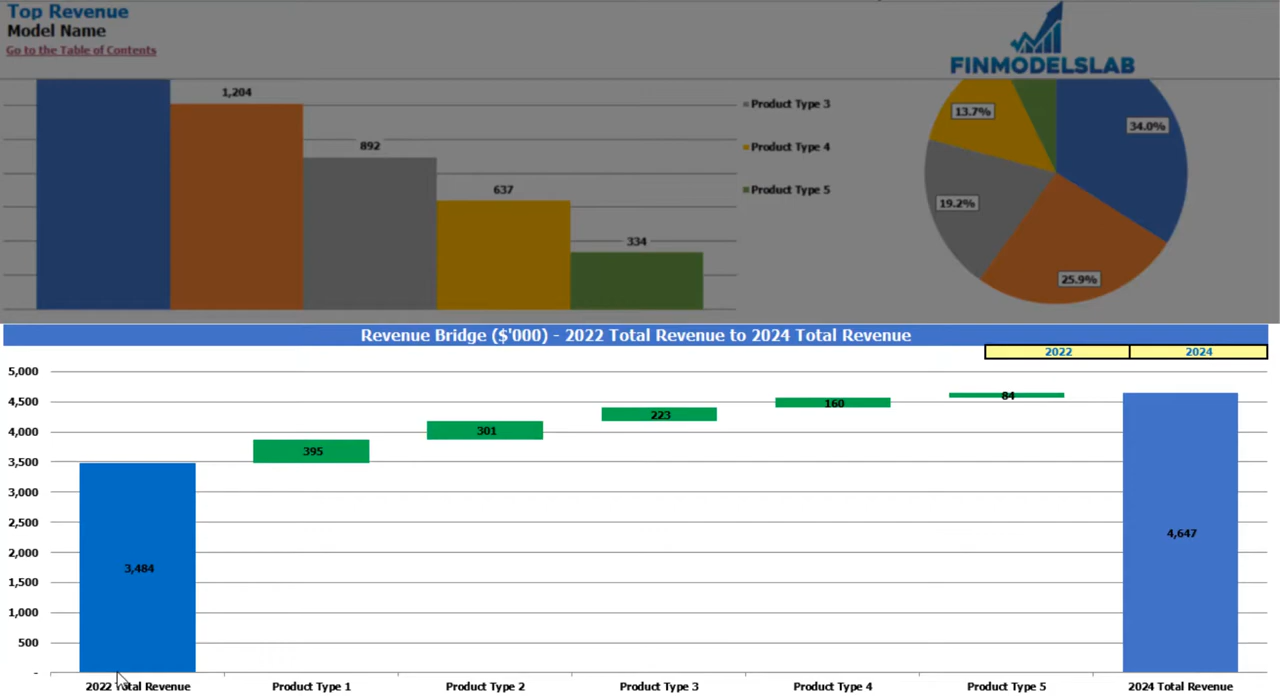 Top Revenue
Model Name
Go to the Table of Contents
FINMODELSLAB
1,204
892
637
334
Product Type 3
Product Type 4
Product Type 5
13.7%
34.0%
19.2%
25.9%
Revenue Bridge ($'000) - 2022 Total Revenue to 2024 Total Revenue
2022 2024
5,000
4,500
4,000
3,500
3,000
2,500
2,000
1,500
1,000
500
-
3,484
395
301
223
160
84
4,647
2022 Total Revenue
Product Type 1
Product Type 2
Product Type 3
Product Type 4
Product Type 5
2024 Total Revenue